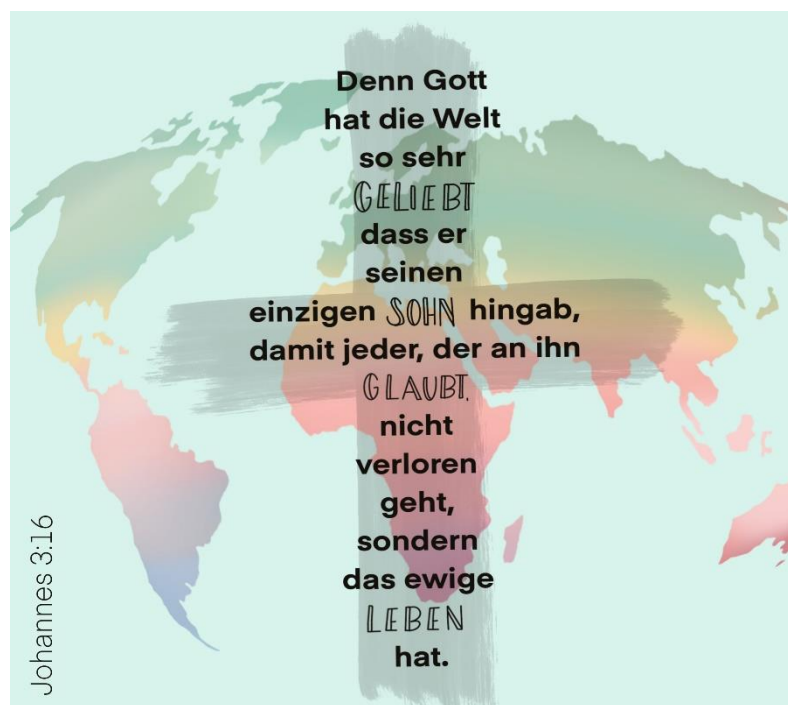 Denn Gott
hat die Welt
so sehr
GELIEBT
dass er
seinen
einzigen SOHN hingab,
damit jeder, der an ihn
GLAUBT,
nicht
verloren
geht,
sondern
das ewige
LEBEN
hat.
Johannes 3:16